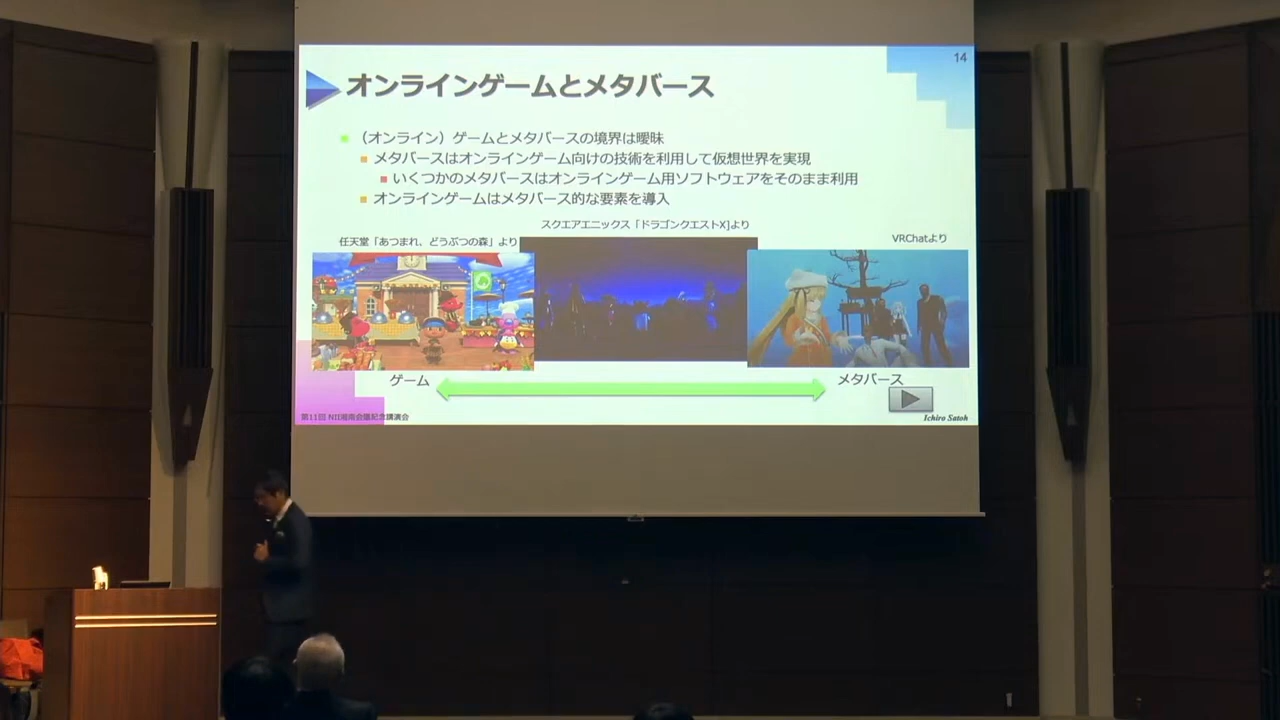 14
オンラインゲームとメタバース
（オンライン）ゲームとメタバースの境界は曖昧
メタバースはオンラインゲーム向けの技術を利用して仮想世界を実現
いくつかのメタバースはオンラインゲーム用ソフトウェアをそのまま利用
オンラインゲームはメタバース的な要素を導入
任天堂「あつまれ、どうぶつの森」より
スクエアエニックス「ドラゴンクエストX]より
VRChatより
ゲーム
メタバース
第11回 NII湘南会議記念講演会
Ichiro Satoh